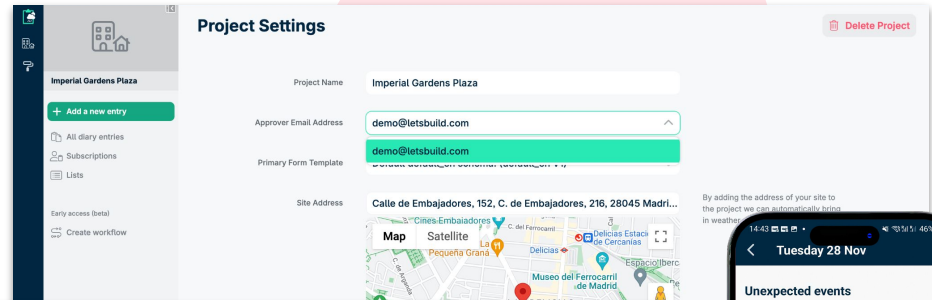 Project Settings
Delete Project
Imperial Gardens Plaza
Project Name
Imperial Gardens Plaza
+ Add a new entry
Approver Email Address
demo@letsbuild.com
All diary entries
demo@letsbuild.com
Subscriptions
Primary Form Template
Lists
Site Address
Calle de Embajadores, 152, C. de Embajadores, 216, 28045 Madri...
By adding the address of your site to
the project we can automatically bring
in weather
Early access (beta)
Create workflow
Cines Embajadores
C. del Ferrocarril
Map
Satellite
Delicias Estació
de Cercanías
La
Pequeña Graná
Delicias
Espacio Iberc
Museo del Ferrocarril
de Madrid
14:43
46%
Tuesday 28 Nov
Unexpected events